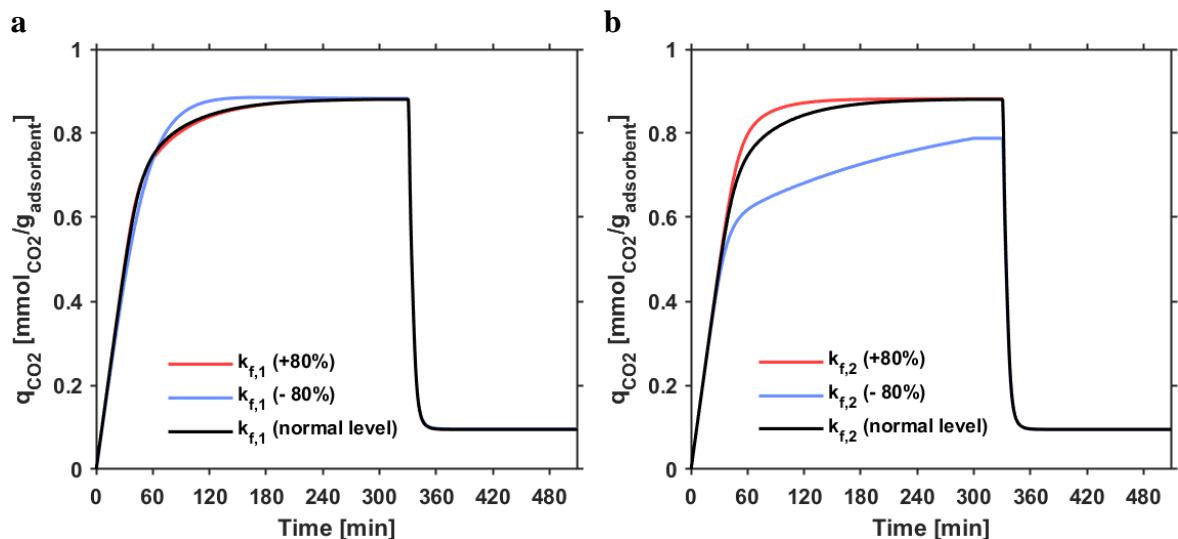 a
b
1
0.8
0.6
0.4
0.2
0
q_CO2 [mmol_CO2/g_adsorbent]
k_f,1 (+80%)
k_f,1 (- 80%)
k_f,1 (normal level)
0 60 120 180 240 300 360 420 480
Time [min]
1
0.8
0.6
0.4
0.2
0
q_CO2 [mmol_CO2/g_adsorbent]
k_f,2 (+80%)
k_f,2 (- 80%)
k_f,2 (normal level)
0 60 120 180 240 300 360 420 480
Time [min]